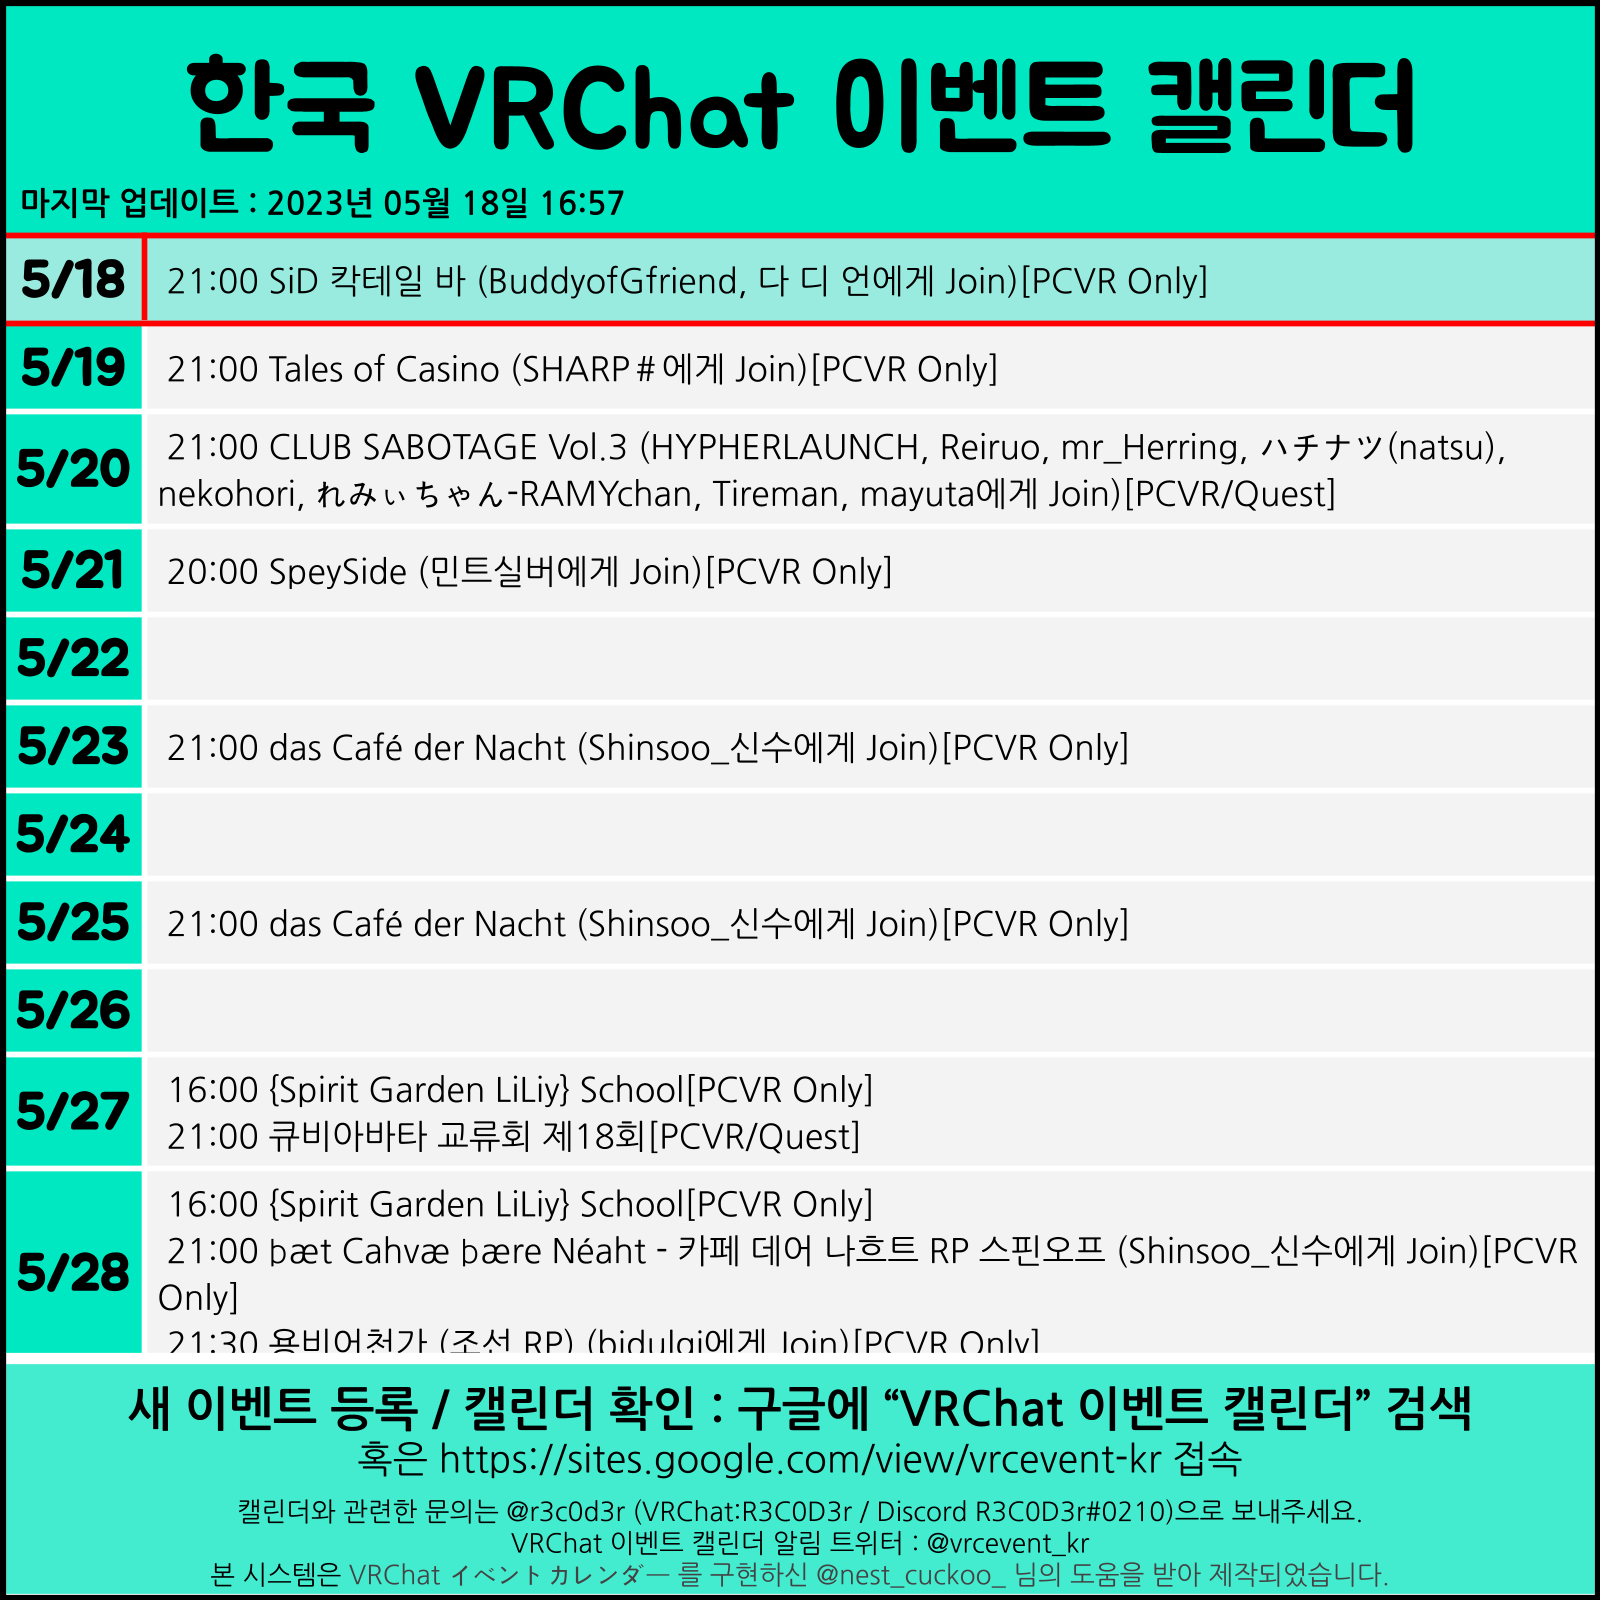 한국 VRChat 이벤트 캘린더
마지막 업데이트 : 2023년 05월 18일 16:57
5/18
21:00 SiD 칵테일 바 (BuddyofGfriend, 다 디 언에게 Join)[PCVR Only]
5/19
21:00 Tales of Casino (SHARP＃에게 Join)[PCVR Only]
5/20
21:00 CLUB SABOTAGE Vol.3 (HYPHERLAUNCH, Reiruo, mr_Herring, ハチナツ(natsu),
nekohori, れみぃちゃん-RAMYchan, Tireman, mayuta에게 Join)[PCVR/Quest]
5/21
20:00 SpeySide (민트실버에게 Join)[PCVR Only]
5/22
5/23
21:00 das Café der Nacht (Shinsoo_신수에게 Join)[PCVR Only]
5/24
5/25
21:00 das Café der Nacht (Shinsoo_신수에게 Join)[PCVR Only]
5/26
5/27
16:00 {Spirit Garden LiLiy} School[PCVR Only]
21:00 큐비아바타 교류회 제18회[PCVR/Quest]
5/28
16:00 {Spirit Garden LiLiy} School[PCVR Only]
21:00 þæt Cahvæ þære Néaht - 카페 데어 나흐트 RP 스핀오프 (Shinsoo_신수에게 Join)[PCVR
Only]
21:30 용비어천가 (조선 RP) (bidulgi에게 Join)[PCVR Only]
새 이벤트 등록 / 캘린더 확인 : 구글에 “VRChat 이벤트 캘린더” 검색
혹은 https://sites.google.com/view/vrcevent-kr 접속
캘린더와 관련한 문의는 @r3c0d3r (VRChat:R3C0D3r / Discord R3C0D3r#0210)으로 보내주세요.
VRChat 이벤트 캘린더 알림 트위터 : @vrcevent_kr
본 시스템은 VRChat イベントカレンダー 를 구현하신 @nest_cuckoo_ 님의 도움을 받아 제작되었습니다.